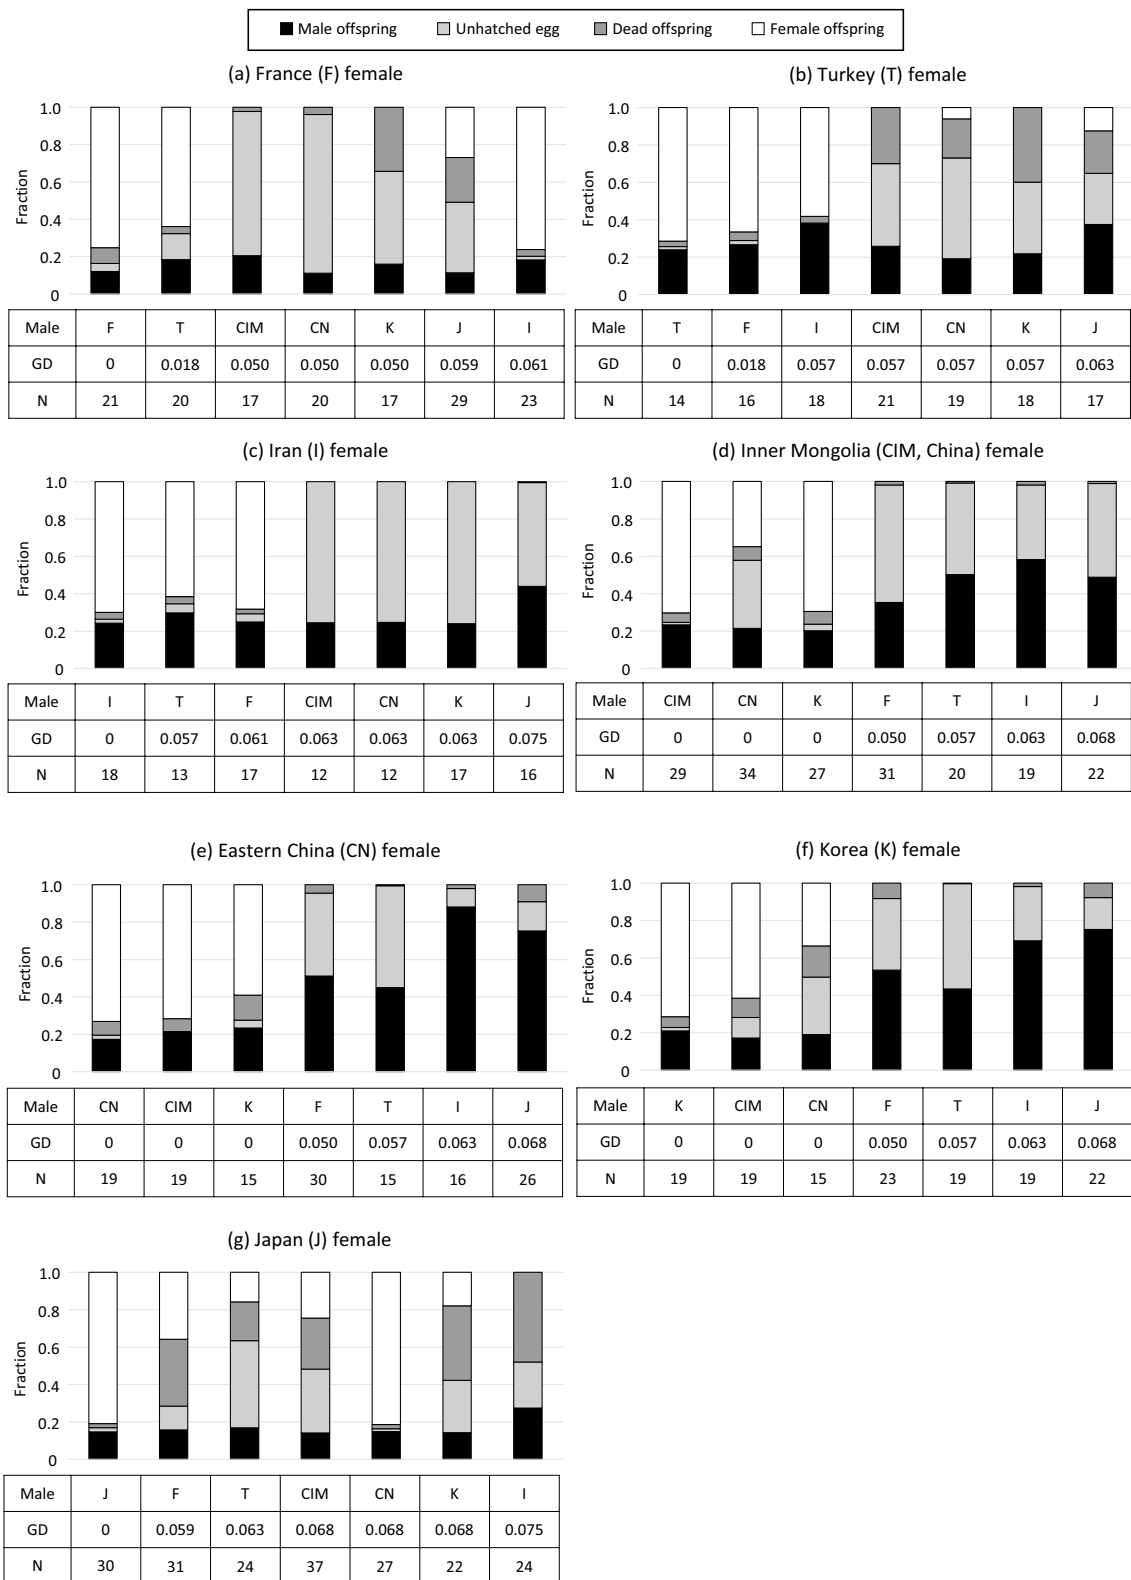 Male offspring Unhatched egg Dead offspring Female offspring
(a) France (F) female
1.0
0.8
0.6
0.4
0.2
0
Fraction
Male F T CIM CN K J I
GD 0 0.018 0.050 0.050 0.050 0.059 0.061
N 21 20 17 20 17 29 23
(b) Turkey (T) female
1.0
0.8
0.6
0.4
0.2
0
Fraction
Male T F I CIM CN K J
GD 0 0.018 0.057 0.057 0.057 0.057 0.063
N 14 16 18 21 19 18 17
(c) Iran (I) female
1.0
0.8
0.6
0.4
0.2
0
Fraction
Male I T F CIM CN K J
GD 0 0.057 0.061 0.063 0.063 0.063 0.075
N 18 13 17 12 12 17 16
(d) Inner Mongolia (CIM, China) female
1.0
0.8
0.6
0.4
0.2
0
Fraction
Male CIM CN K F T I J
GD 0 0 0 0.050 0.057 0.063 0.068
N 29 34 27 31 20 19 22
(e) Eastern China (CN) female
1.0
0.8
0.6
0.4
0.2
0
Fraction
Male CN CIM K F T I J
GD 0 0 0 0.050 0.057 0.063 0.068
N 19 19 15 30 15 16 26
(f) Korea (K) female
1.0
0.8
0.6
0.4
0.2
0
Fraction
Male K CIM CN F T I J
GD 0 0 0 0.050 0.057 0.063 0.068
N 19 19 15 23 19 19 22
(g) Japan (J) female
1.0
0.8
0.6
0.4
0.2
0
Fraction
Male J F T CIM CN K I
GD 0 0.059 0.063 0.068 0.068 0.068 0.075
N 30 31 24 37 27 22 24